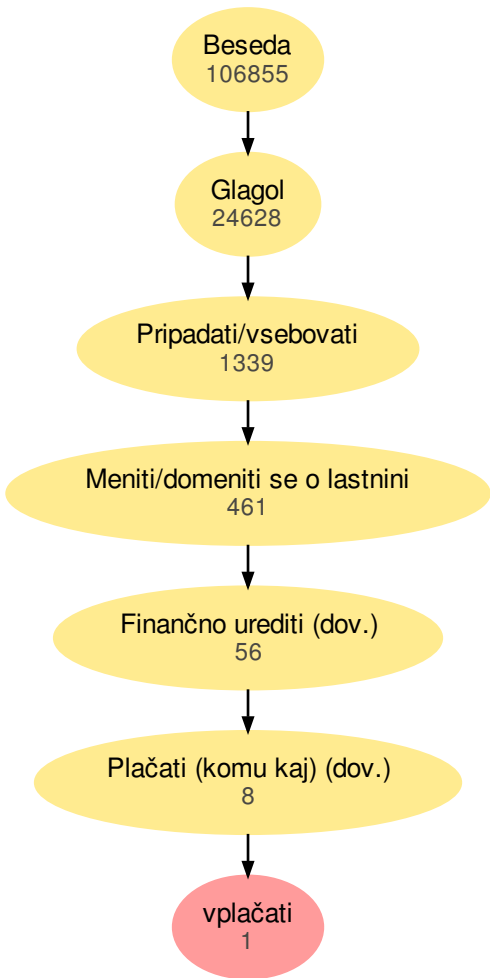 Beseda
106855
Glagol
24628
Pripadati/vsebovati
1339
Meniti/domeniti se o lastnini
461
Finančno urediti (dov.)
56
Plačati (komu kaj) (dov.)
8
vplačati
1